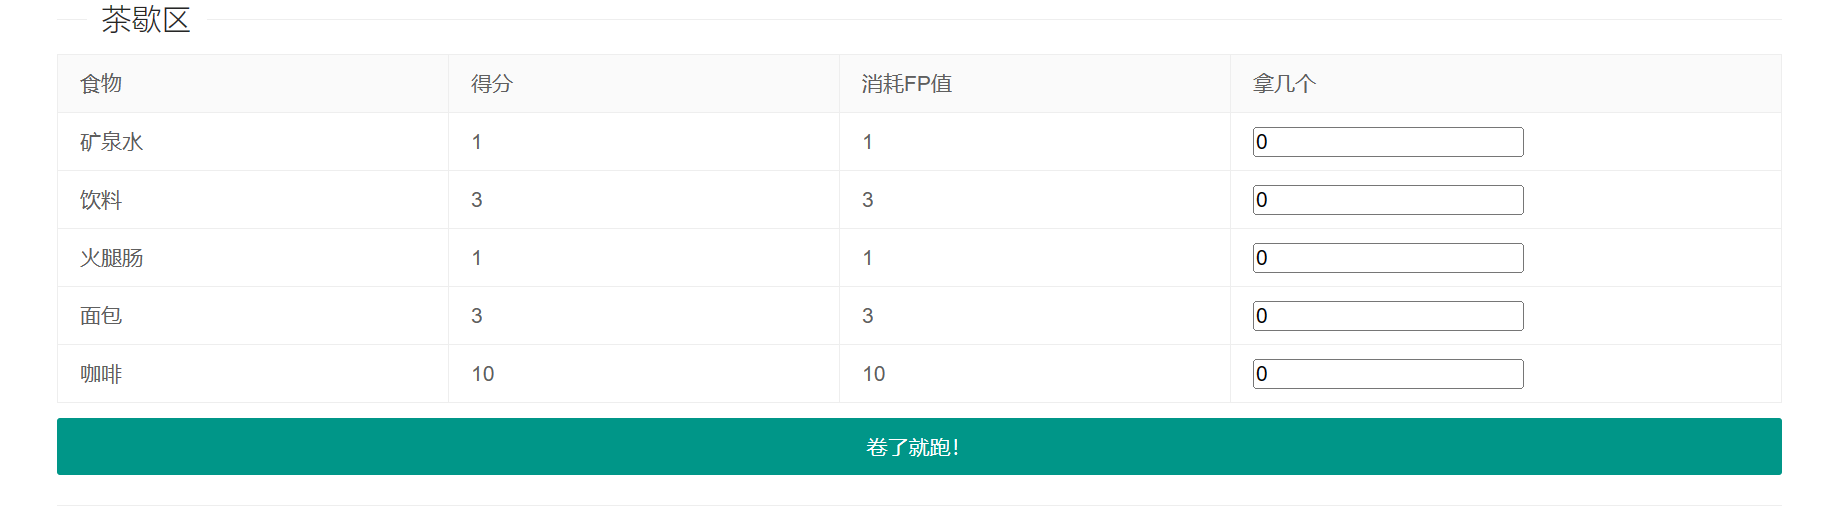 茶歇区
食物 得分 消耗FP值 拿几个
矿泉水 1 1 0
饮料 3 3 0
火腿肠 1 1 0
面包 3 3 0
咖啡 10 10 0
卷了就跑!